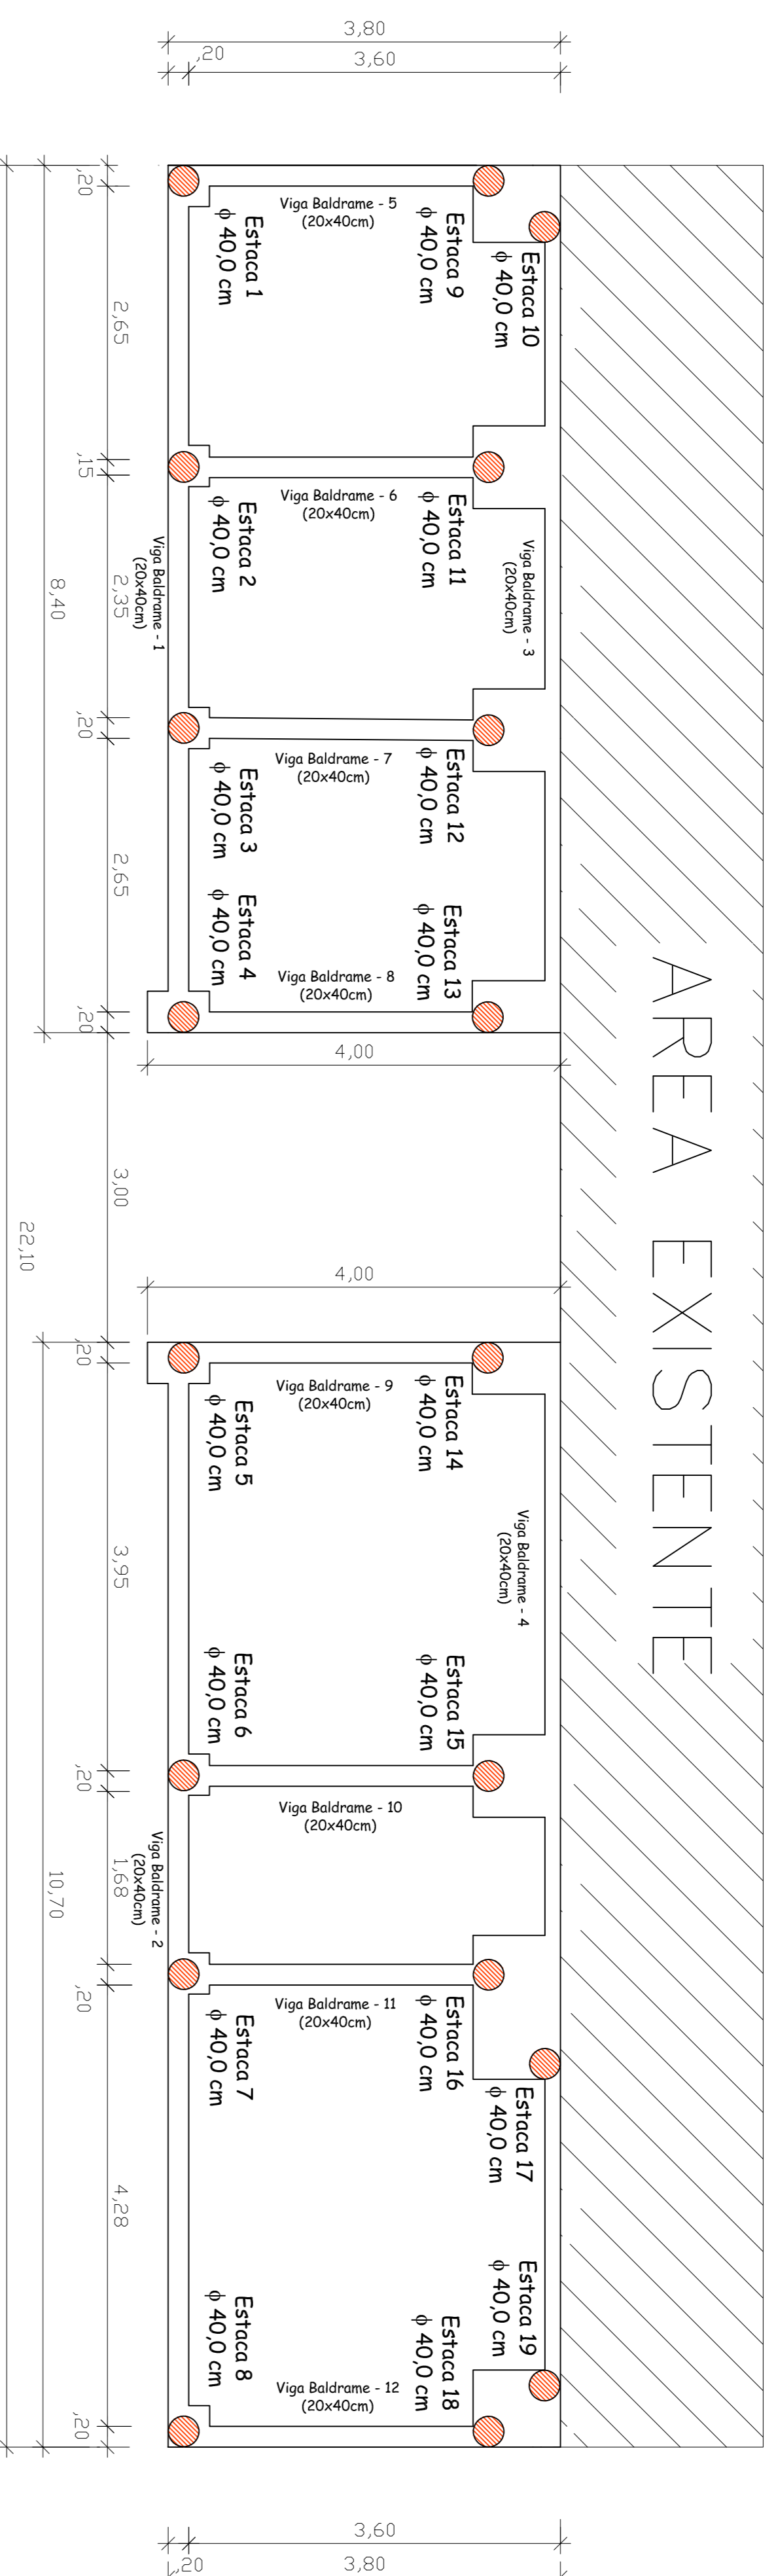 3,80
,20
3,60
AREA EXISTENTE
,20
2,65
,15
2,35
,20
2,65
,20
3,00
,20
3,95
,20
1,68
,20
4,28
,20
8,40
10,70
22,10
4,00
4,00
Viga Baldrame - 5
(20x40cm)
Estaca 1
ϕ 40,0 cm
Estaca 9
ϕ 40,0 cm
Estaca 10
ϕ 40,0 cm
Viga Baldrame - 6
(20x40cm)
Estaca 2
ϕ 40,0 cm
Estaca 11
ϕ 40,0 cm
Viga Baldrame - 3
(20x40cm)
Viga Baldrame - 1
(20x40cm)
Viga Baldrame - 7
(20x40cm)
Estaca 3
ϕ 40,0 cm
Estaca 12
ϕ 40,0 cm
Estaca 4
ϕ 40,0 cm
Estaca 13
ϕ 40,0 cm
Viga Baldrame - 8
(20x40cm)
Viga Baldrame - 9
(20x40cm)
Estaca 5
ϕ 40,0 cm
Estaca 14
ϕ 40,0 cm
Viga Baldrame - 4
(20x40cm)
Estaca 6
ϕ 40,0 cm
Estaca 15
ϕ 40,0 cm
Viga Baldrame - 10
(20x40cm)
Viga Baldrame - 2
(20x40cm)
Viga Baldrame - 11
(20x40cm)
Estaca 7
ϕ 40,0 cm
Estaca 16
ϕ 40,0 cm
Estaca 17
ϕ 40,0 cm
Estaca 19
ϕ 40,0 cm
Estaca 8
ϕ 40,0 cm
Estaca 18
ϕ 40,0 cm
Viga Baldrame - 12
(20x40cm)
3,60
,20
3,80